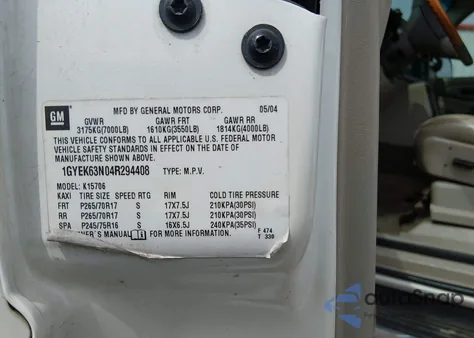 GM
MFD BY GENERAL MOTORS CORP. 05/04
GVWR GAWR FRT GAWR RR
3175KG(7000LB) 1610KG(3550LB) 1814KG(4000LB)
THIS VEHICLE CONFORMS TO ALL APPLICABLE U.S. FEDERAL MOTOR
VEHICLE SAFETY STANDARDS IN EFFECT ON THE DATE OF
MANUFACTURE SHOWN ABOVE.
1GYEK63N04R294408 TYPE: M.P.V.
MODEL: K15706
KAXI TIRE SIZE SPEED RTG RIM COLD TIRE PRESSURE
FRT P265/70R17 S 17X7.5J 210KPA(30PSI)
RR P265/70R17 S 17X7.5J 210KPA(30PSI)
SPA P245/75R16 S 16X6.5J 240KPA(35PSI)
NER'S MANUAL FOR MORE INFORMATION. F 474
T 330
autoSnap